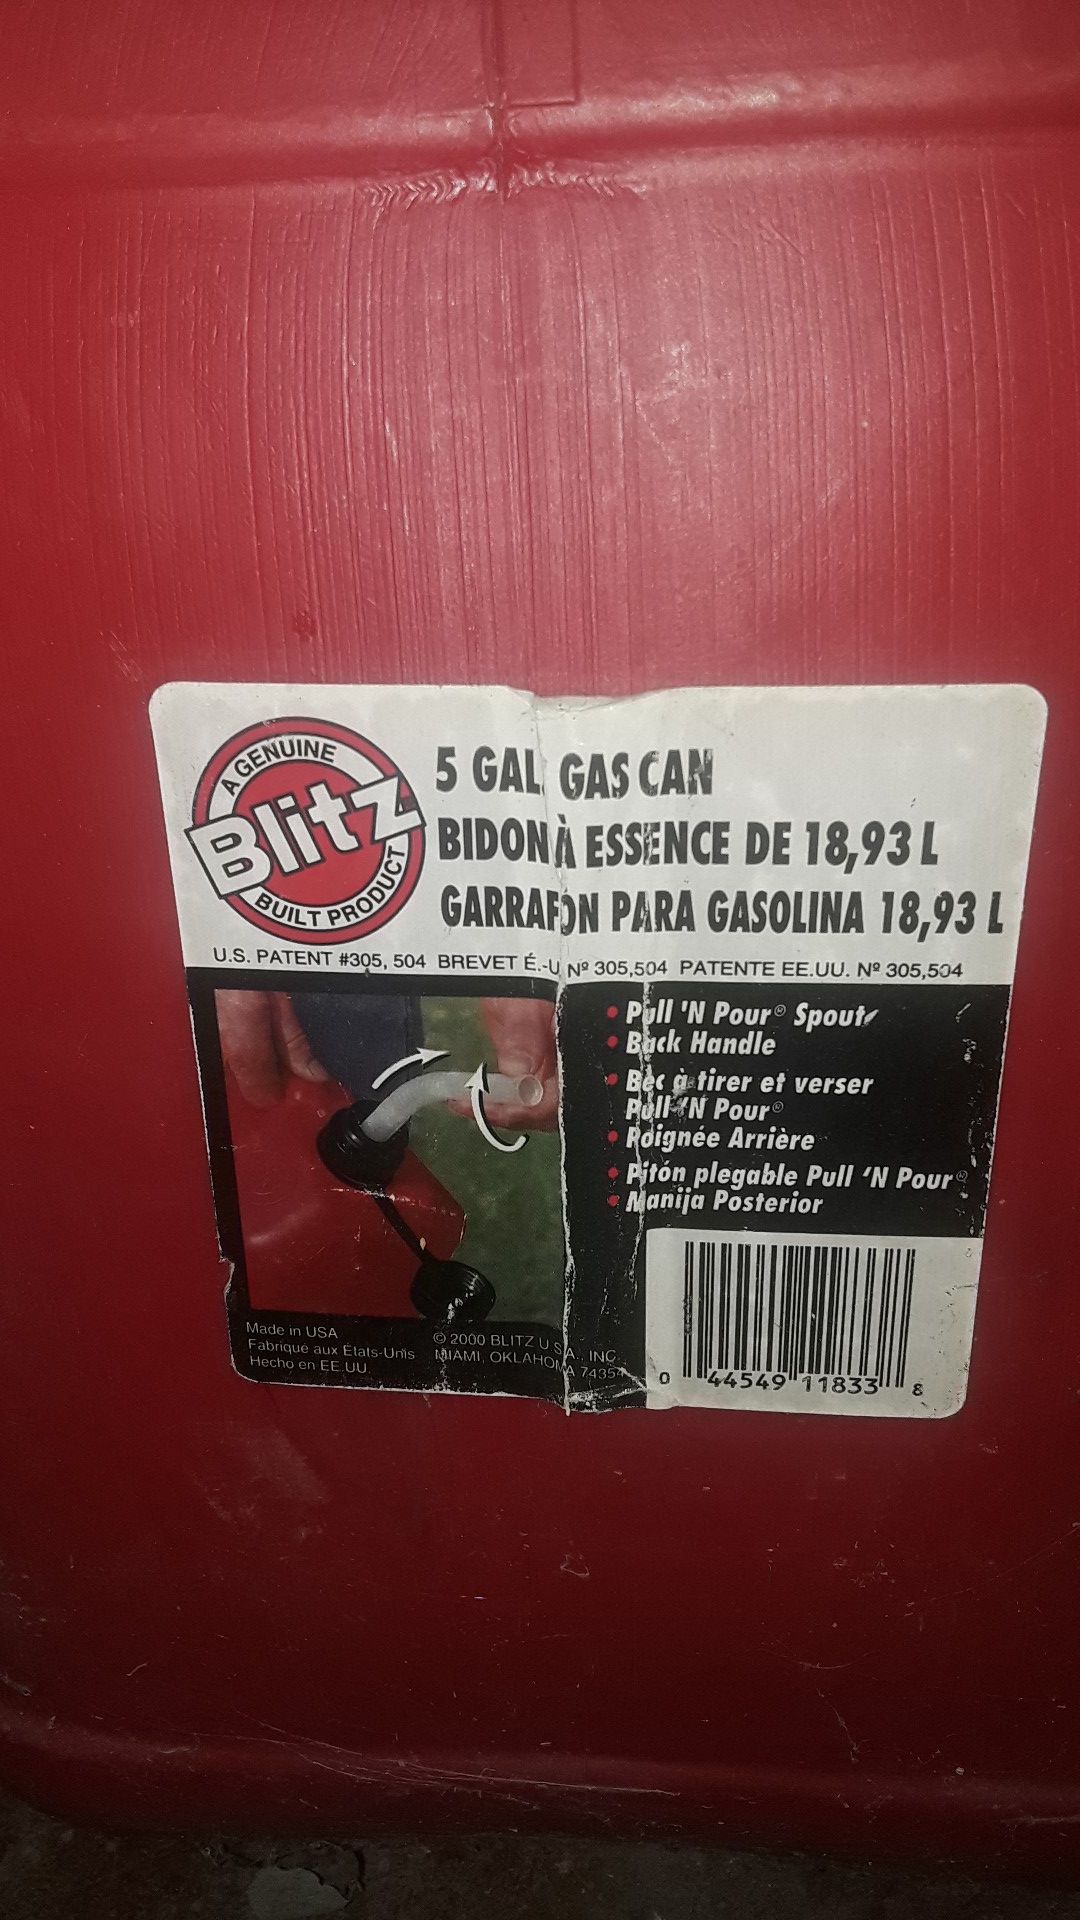 A GENUINE
Blitz
BUILT PRODUCT
5 GAL. GAS CAN
BIDON À ESSENCE DE 18,93 L
GARRAFON PARA GASOLINA 18,93 L
U.S. PATENT #305, 504 BREVET É.-U Nº 305,504 PATENTE EE.UU. Nº 305,504
• Pull 'N Pour® Spout
• Back Handle
• Bec à tirer et verser
Pull 'N Pour®
• Poignée Arrière
• Pitón plegable Pull ‘N Pour®
• Manija Posterior
Made in USA
Fabriqué aux États-Unis
Hecho en EE.UU.
© 2000 BLITZ U.S.A., INC.
MIAMI, OKLAHOMA 74354
0 44549 11833 8